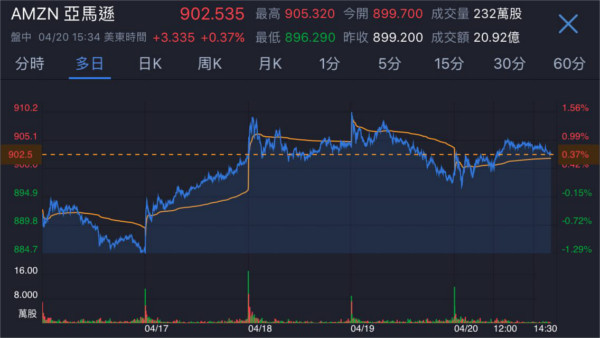 AMZN 亞馬遜 902.535 最高 905.320 今開 899.700 成交量 232萬股
盤中 04/20 15:34 美東時間 +3.335 +0.37% 最低 896.290 昨收 899.200 成交額 20.92億
分時 多日 日K 周K 月K 1分 5分 15分 30分 60分
910.2 1.56%
905.1 0.99%
902.5 0.37%
894.9 -0.15%
889.8 -0.72%
884.7 -1.29%
16.00
8.000
萬股
04/17 04/18 04/19 04/20 12:00 14:30